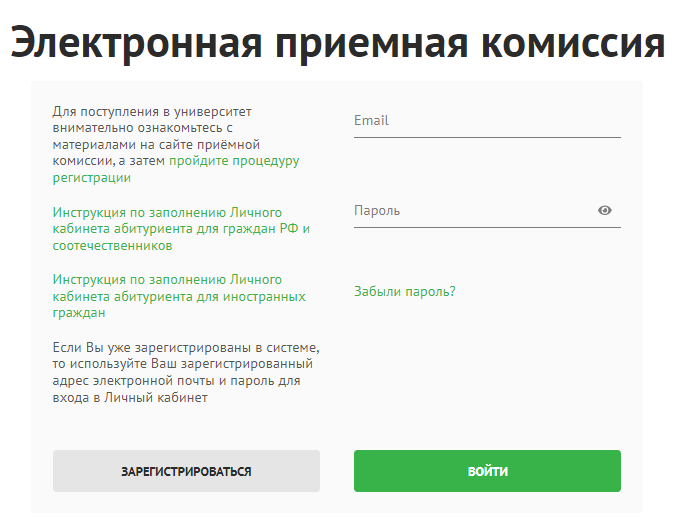 Электронная приемная комиссия
Для поступления в университет
внимательно ознакомьтесь с
материалами на сайте приёмной
комиссии, а затем пройдите процедуру
регистрации
Инструкция по заполнению Личного
кабинета абитуриента для граждан РФ и
соотечественников
Инструкция по заполнению Личного
кабинета абитуриента для иностранных
граждан
Если Вы уже зарегистрированы в системе,
то используйте Ваш зарегистрированный
адрес электронной почты и пароль для
входа в Личный кабинет
ЗАРЕГИСТРИРОВАТЬСЯ
Email
Пароль
Забыли пароль?
ВОЙТИ